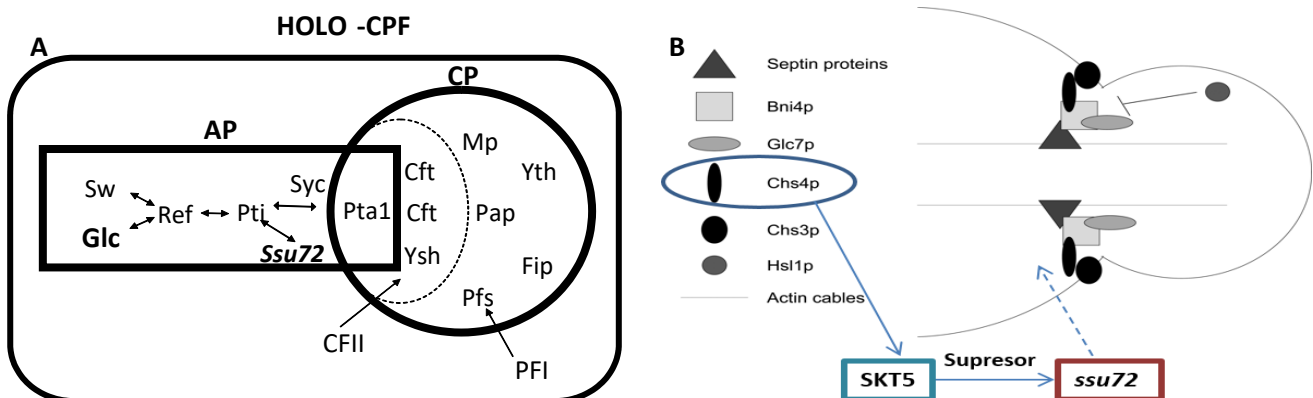 A
HOLO -CPF
CP
AP
Mp
Cft
Yth
Sw
Syc
Ref
Pti
Pta1
Cft
Pap
Glc
Ssu72
Ysh
Fip
Pfs
CFII
PFI
B
Septin proteins
Bni4p
Glc7p
Chs4p
Chs3p
Hsl1p
Actin cables
SKT5
Supresor
ssu72